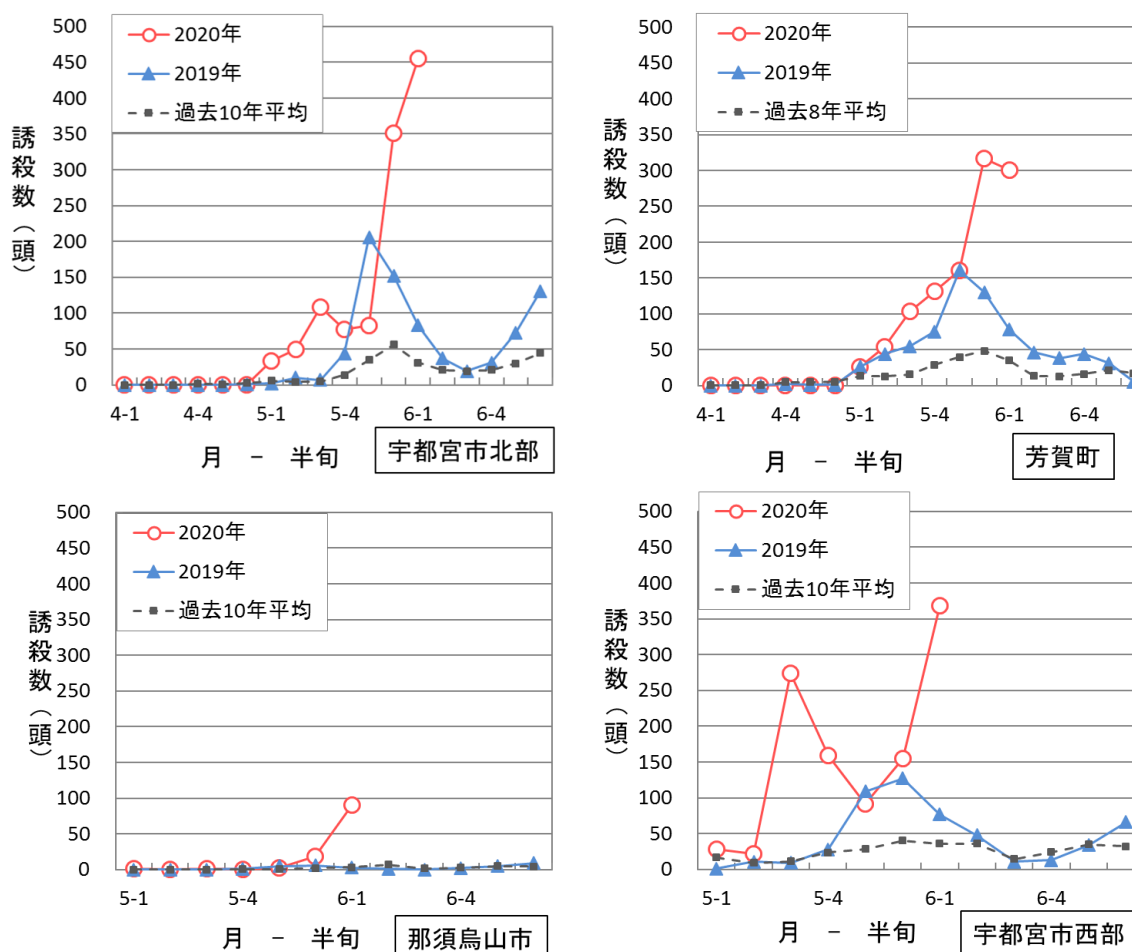 500
450
400
350
300
250
200
150
100
50
0
誘殺数（頭）
2020年
2019年
過去10年平均
4-1
4-4
5-1
5-4
6-1
6-4
月 － 半旬
宇都宮市北部
500
450
400
350
300
250
200
150
100
50
0
誘殺数（頭）
2020年
2019年
過去8年平均
4-1
4-4
5-1
5-4
6-1
6-4
月 － 半旬
芳賀町
500
450
400
350
300
250
200
150
100
50
0
誘殺数（頭）
2020年
2019年
過去10年平均
5-1
5-4
6-1
6-4
月 － 半旬
那須烏山市
500
450
400
350
300
250
200
150
100
50
0
誘殺数（頭）
2020年
2019年
過去10年平均
5-1
5-4
6-1
6-4
月 － 半旬
宇都宮市西部